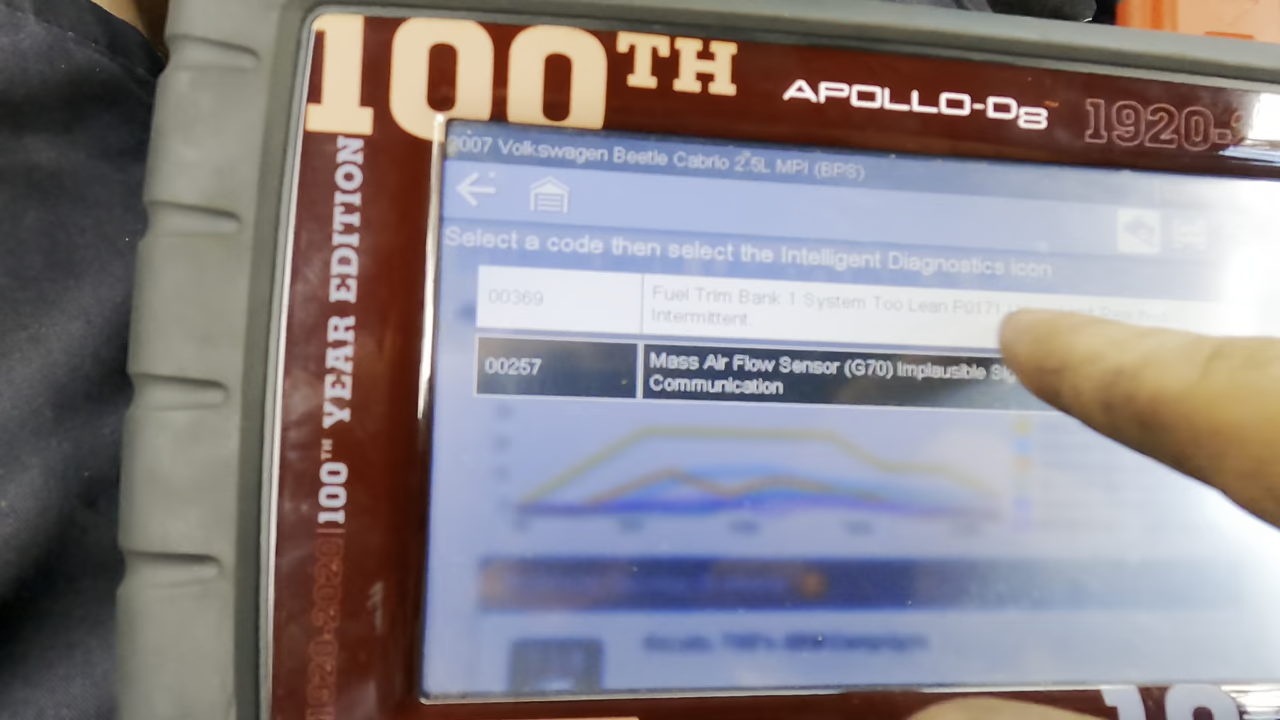 100TH
APOLLO-D8
1920-
100TH YEAR EDITION
1920-2020
2007 Volkswagen Beetle Cabrio 2.5L MPI (BPS)
Select a code then select the Intelligent Diagnostics icon
00369
Fuel Trim Bank 1 System Too Lean P0171
Intermittent
00257
Mass Air Flow Sensor (G70) Implausible
Communication